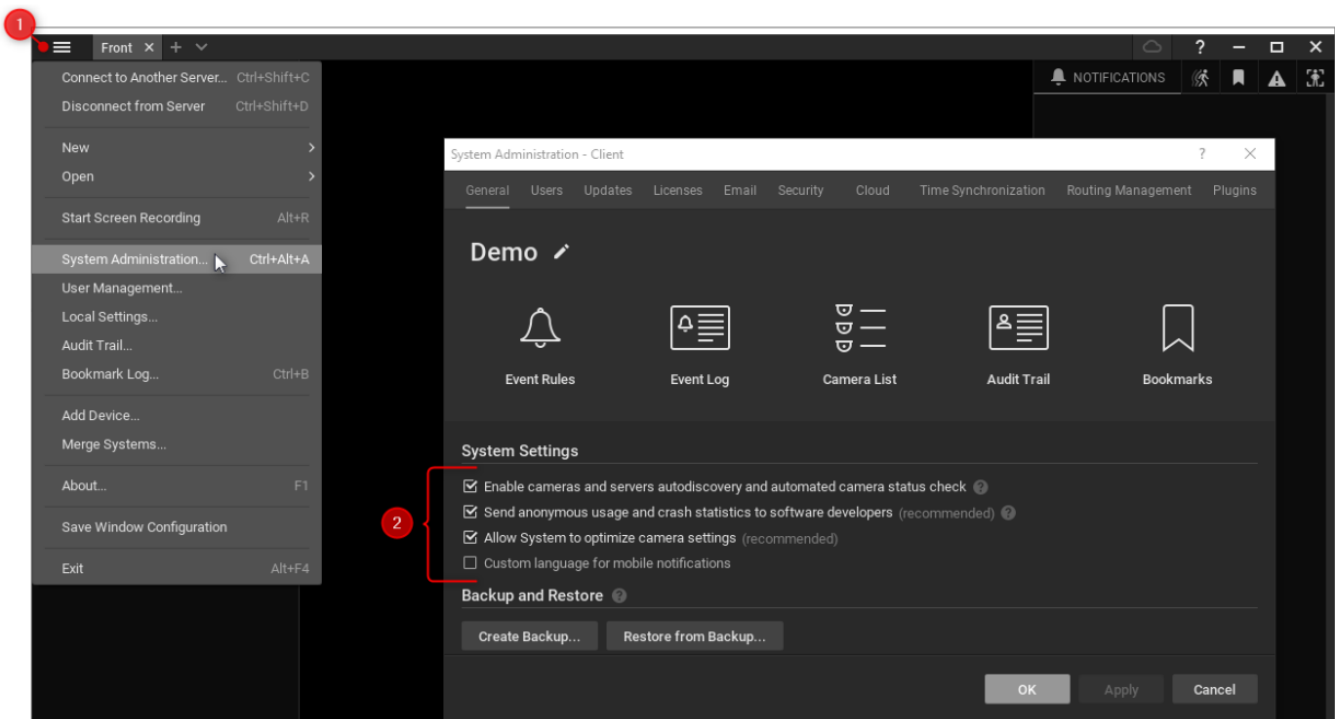 1
Front
?
Connect to Another Server... Ctrl+Shift+C
Disconnect from Server Ctrl+Shift+D
New
Open
Start Screen Recording Alt+R
System Administration... Ctrl+Alt+A
User Management...
Local Settings...
Audit Trail...
Bookmark Log... Ctrl+B
Add Device...
Merge Systems...
About... F1
Save Window Configuration
Exit Alt+F4
NOTIFICATIONS
System Administration - Client ?
General Users Updates Licenses Email Security Cloud Time Synchronization Routing Management Plugins
Demo
Event Rules Event Log Camera List Audit Trail Bookmarks
System Settings
2
Enable cameras and servers autodiscovery and automated camera status check ?
Send anonymous usage and crash statistics to software developers (recommended) ?
Allow System to optimize camera settings (recommended)
Custom language for mobile notifications
Backup and Restore ?
Create Backup... Restore from Backup...
OK Apply Cancel